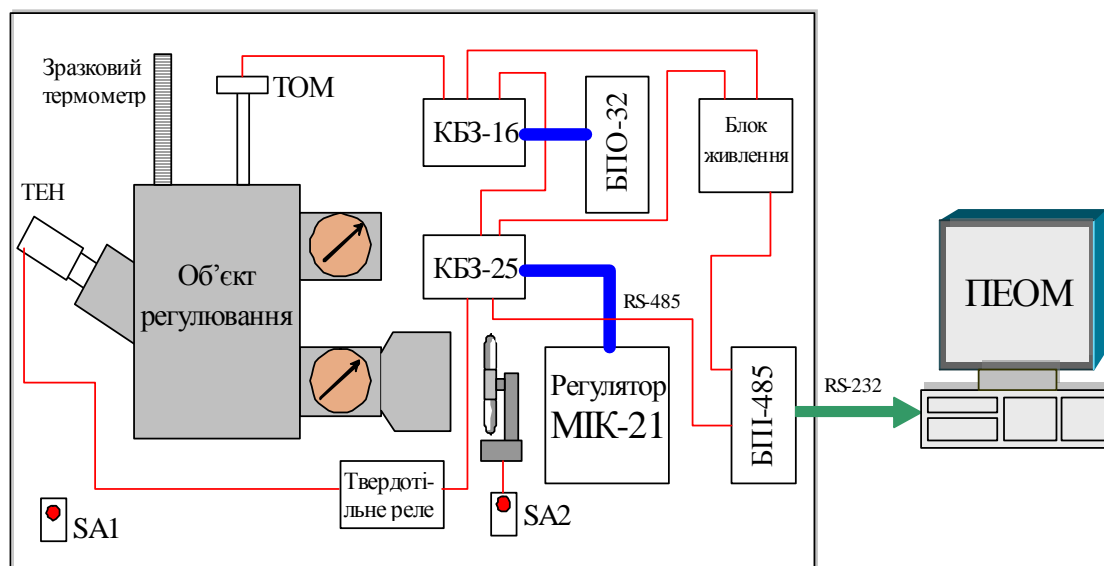 Зразковий
термометр
ТОМ
КБЗ-16
БПО-32
Блок
живлення
ТЕН
Об’єкт
регулювання
КБЗ-25
RS-485
ПЕОМ
Регулятор
МІК-21
БПІ-485
RS-232
Твердоті-
льне реле
SA1
SA2